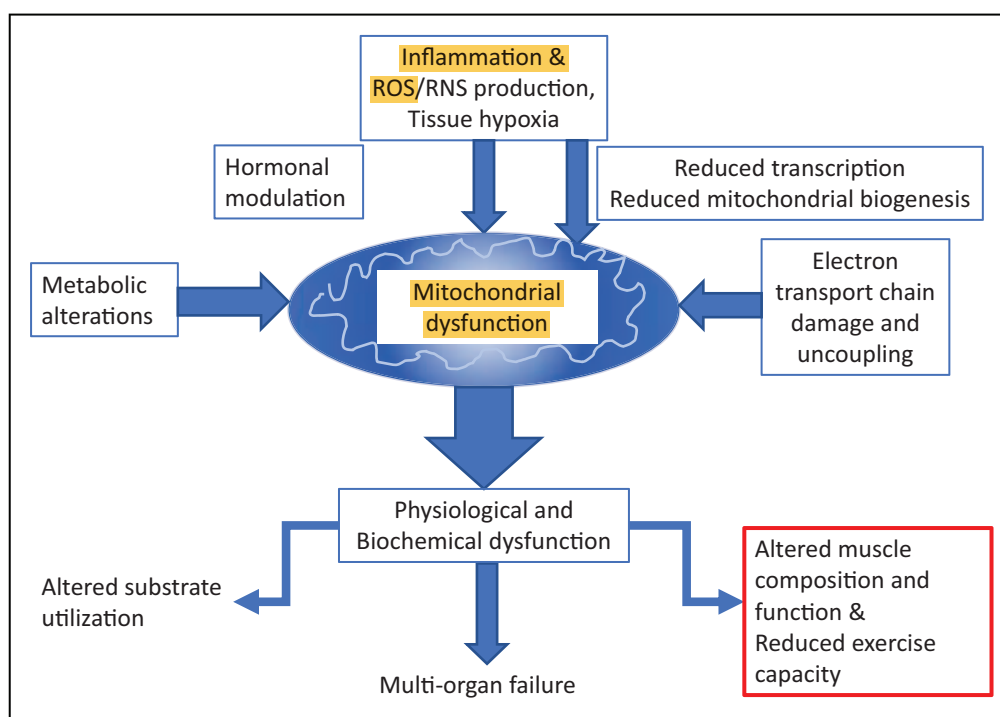 Inflammation &
ROS/RNS production,
Tissue hypoxia
Hormonal
modulation
Reduced transcription
Reduced mitochondrial biogenesis
Metabolic
alterations
Mitochondrial
dysfunction
Electron
transport chain
damage and
uncoupling
Physiological and
Biochemical dysfunction
Altered substrate
utilization
Multi-organ failure
Altered muscle
composition and
function &
Reduced exercise
capacity